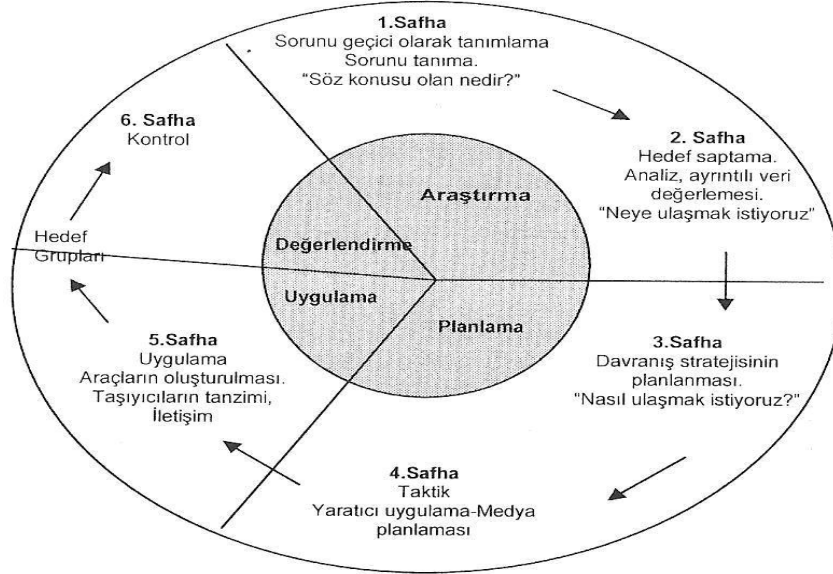 1.Safha
Sorunu geçici olarak tanımlama
Sorunu tanıma.
"Söz konusu olan nedir?"
2. Safha
Hedef saptama.
Analiz, ayrıntılı veri
değerlemesi.
"Neye ulaşmak istiyoruz"
3.Safha
Davranış stratejisinin
planlanması.
"Nasıl ulaşmak istiyoruz?"
4.Safha
Taktik
Yaratıcı uygulama-Medya
planlaması
5.Safha
Uygulama
Araçların oluşturulması.
Taşıyıcıların tanzimi,
İletişim
Hedef
Grupları
6. Safha
Kontrol
Araştırma
Değerlendirme
Uygulama
Planlama